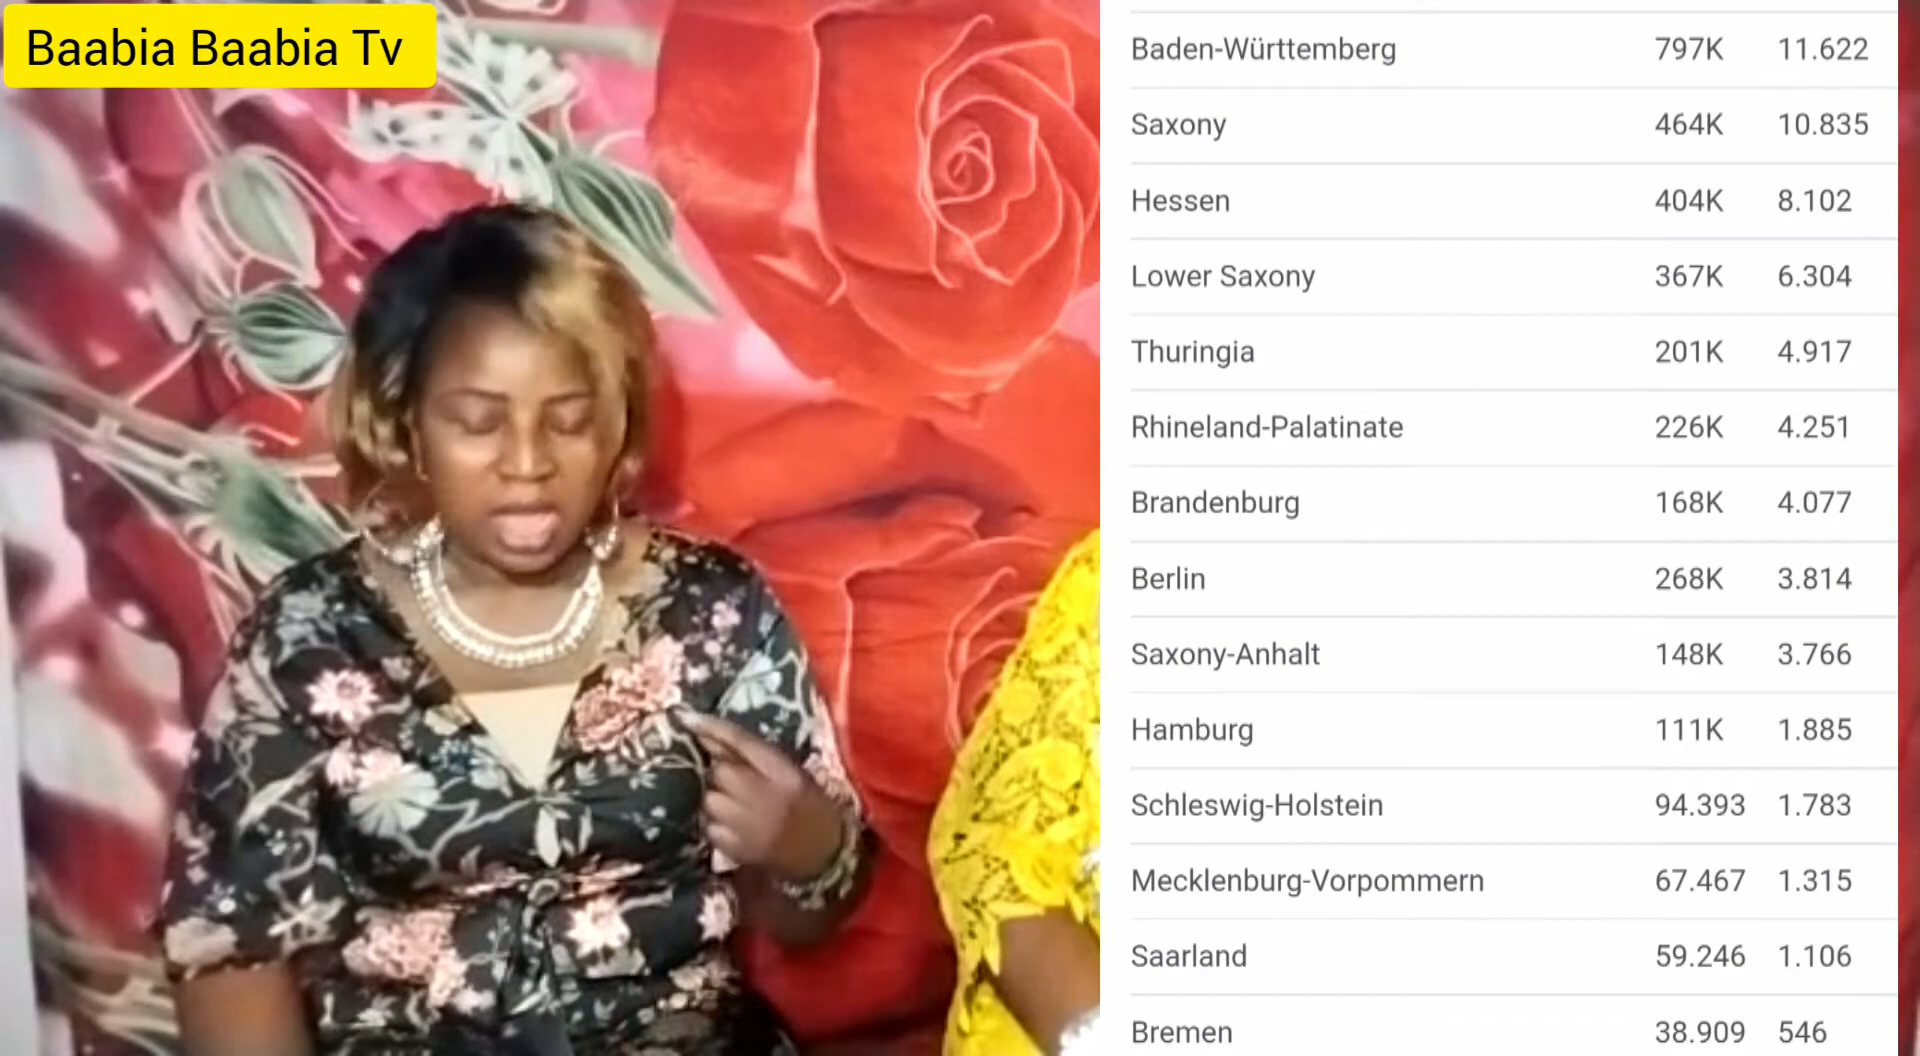 Baabia Baabia Tv
Baden-Württemberg 797K 11.622
Saxony 464K 10.835
Hessen 404K 8.102
Lower Saxony 367K 6.304
Thuringia 201K 4.917
Rhineland-Palatinate 226K 4.251
Brandenburg 168K 4.077
Berlin 268K 3.814
Saxony-Anhalt 148K 3.766
Hamburg 111K 1.885
Schleswig-Holstein 94.393 1.783
Mecklenburg-Vorpommern 67.467 1.315
Saarland 59.246 1.106
Bremen 38.909 546